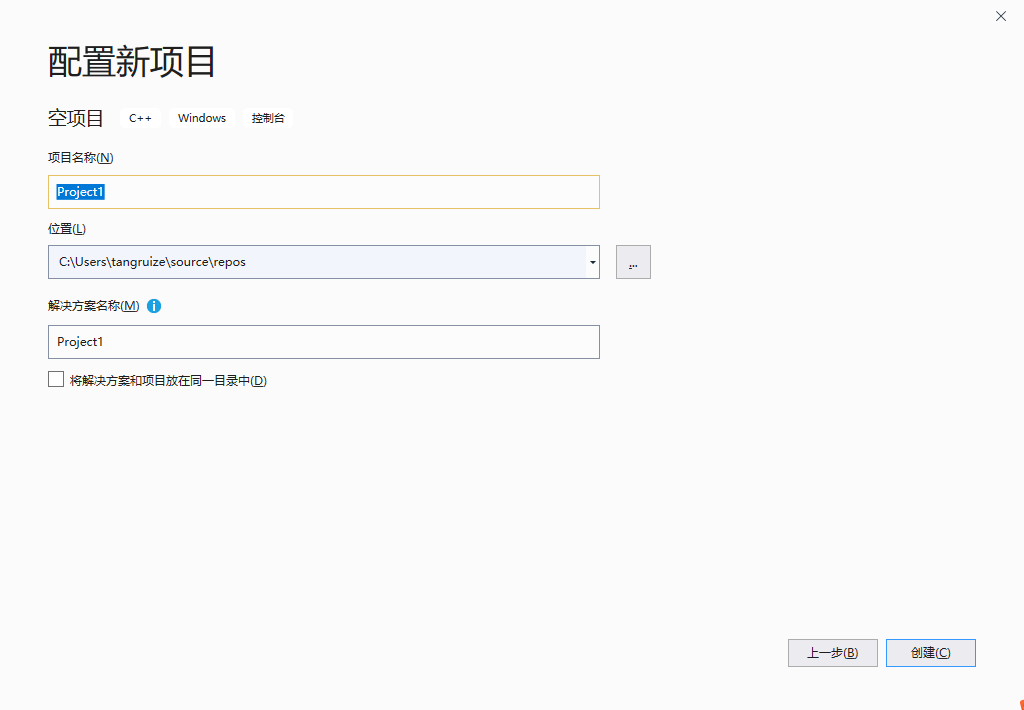 配置新项目
空项目 C++ Windows 控制台
项目名称(N)
Project1
位置(L)
C:\Users\tangruize\source\repos
...
解决方案名称(M)
Project1
将解决方案和项目放在同一目录中(D)
上一步(B) 创建(C)